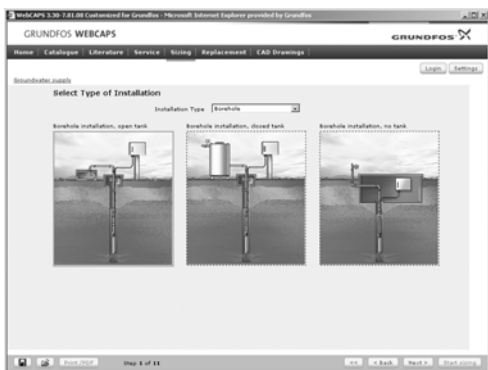 WebCAPS 3.30-7.81.08 Customized for Grundfos - Microsoft Internet Explorer provided by Grundfos
GRUNDFOS WEBCAPS
GRUNDFOS
Home Catalogue Literature Service Sizing Replacement CAD Drawings
Login Settings
Groundwater supply
Select Type of Installation
Installation Type Borehole
Borehole installation, open tank Borehole installation, closed tank Borehole installation, no tank
Print/PDF Step 1 of 11 << < Back Next > Start sizing